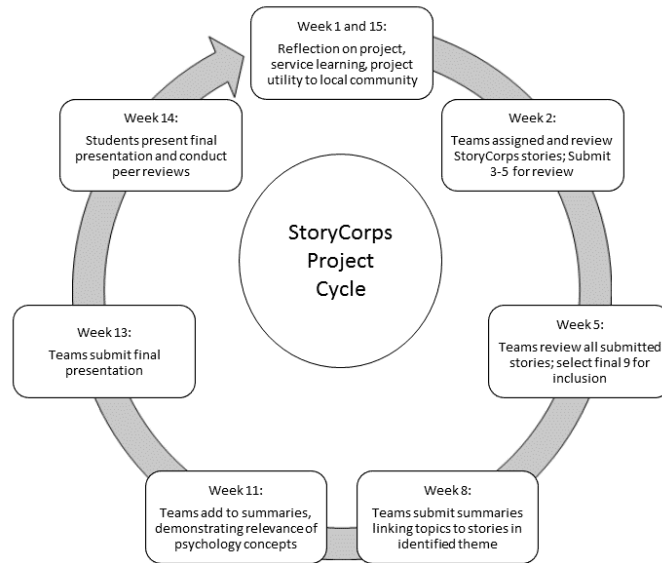 Week 1 and 15:
Reflection on project,
service learning, project
utility to local community
Week 2:
Teams assigned and review
StoryCorps stories; Submit
3-5 for review
Week 5:
Teams review all submitted
stories; select final 9 for
inclusion
Week 8:
Teams submit summaries
linking topics to stories in
identified theme
Week 11:
Teams add to summaries,
demonstrating relevance of
psychology concepts
Week 13:
Teams submit final
presentation
Week 14:
Students present final
presentation and conduct
peer reviews
StoryCorps
Project
Cycle